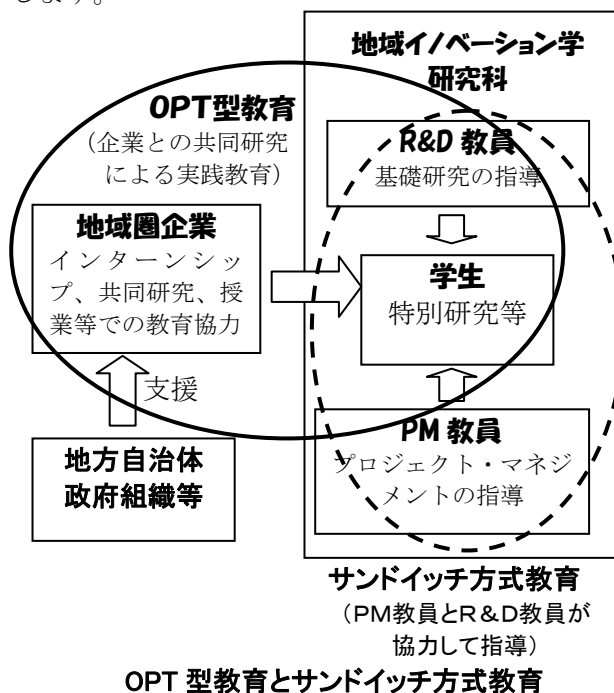 します。
地域イノベーション学
研究科
OPT型教育
(企業との共同研究
による実践教育)
R&D 教員
基礎研究の指導
地域圏企業
インターンシッ
プ、共同研究、授
業等での教育協力
学生
特別研究等
支援
PM 教員
プロジェクト・マネジ
メントの指導
地方自治体
政府組織等
サンドイッチ方式教育
(PM教員とR&D教員が
協力して指導)
OPT 型教育とサンドイッチ方式教育